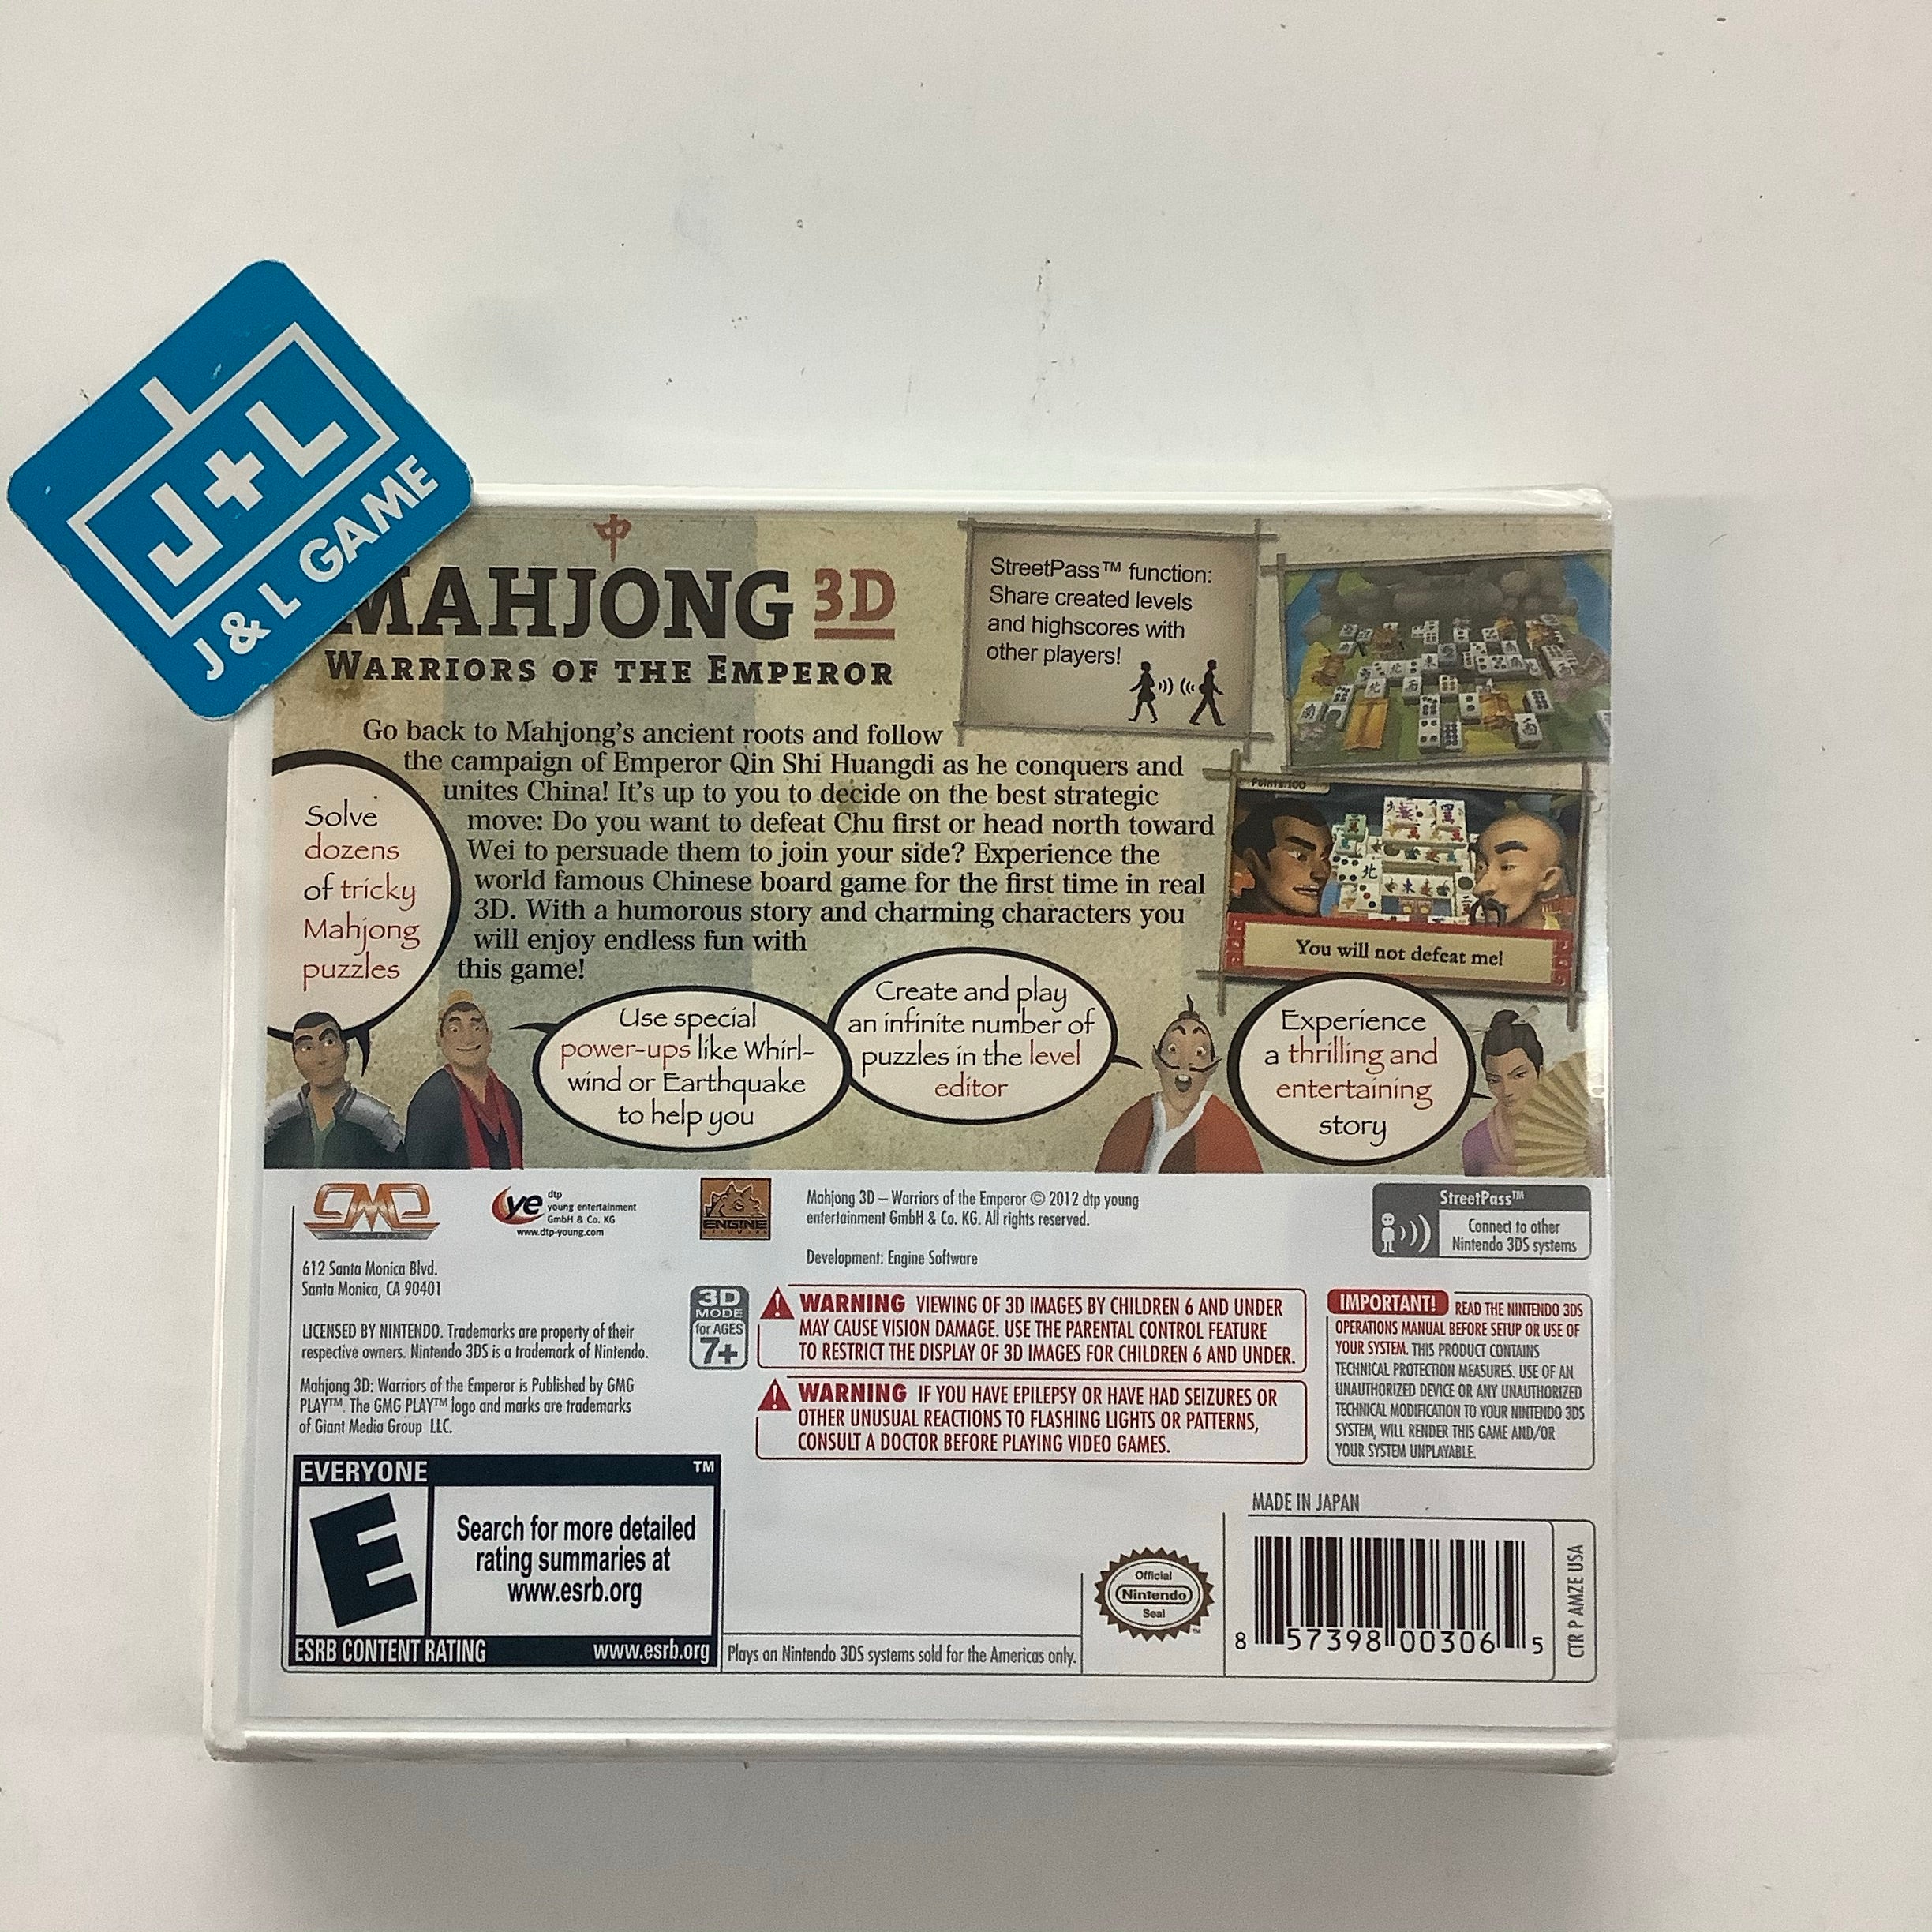 J+L
J & L GAME
中
MAHJONG 3D
WARRIORS OF THE EMPEROR
StreetPass™ function:
Share created levels
and highscores with
other players!
Go back to Mahjong's ancient roots and follow
the campaign of Emperor Qin Shi Huangdi as he conquers and
unites China! It's up to you to decide on the best strategic
move: Do you want to defeat Chu first or head north toward
Wei to persuade them to join your side? Experience the
world famous Chinese board game for the first time in real
3D. With a humorous story and charming characters you
will enjoy endless fun with
this game!
Points:100
You will not defeat me!
Solve
dozens
of tricky
Mahjong
puzzles
Use special
power-ups like Whirl-
wind or Earthquake
to help you
Create and play
an infinite number of
puzzles in the level
editor
Experience
a thrilling and
entertaining
story
GMG
612 Santa Monica Blvd.
Santa Monica, CA 90401
ye dtp
young entertainment
GmbH & Co. KG
www.dtp-young.com
ENGINE
Mahjong 3D – Warriors of the Emperor © 2012 dtp young
entertainment GmbH & Co. KG. All rights reserved.
Development: Engine Software
StreetPass™
Connect to other
Nintendo 3DS systems
LICENSED BY NINTENDO. Trademarks are property of their
respective owners. Nintendo 3DS is a trademark of Nintendo.
Mahjong 3D: Warriors of the Emperor is Published by GMG
PLAY™. The GMG PLAY™ logo and marks are trademarks
of Giant Media Group LLC.
3D
MODE
for AGES
7+
WARNING VIEWING OF 3D IMAGES BY CHILDREN 6 AND UNDER
MAY CAUSE VISION DAMAGE. USE THE PARENTAL CONTROL FEATURE
TO RESTRICT THE DISPLAY OF 3D IMAGES FOR CHILDREN 6 AND UNDER.
WARNING IF YOU HAVE EPILEPSY OR HAVE HAD SEIZURES OR
OTHER UNUSUAL REACTIONS TO FLASHING LIGHTS OR PATTERNS,
CONSULT A DOCTOR BEFORE PLAYING VIDEO GAMES.
IMPORTANT! READ THE NINTENDO 3DS
OPERATIONS MANUAL BEFORE SETUP OR USE OF
YOUR SYSTEM. THIS PRODUCT CONTAINS
TECHNICAL PROTECTION MEASURES. USE OF AN
UNAUTHORIZED DEVICE OR ANY UNAUTHORIZED
TECHNICAL MODIFICATION TO YOUR NINTENDO 3DS
SYSTEM, WILL RENDER THIS GAME AND/OR
YOUR SYSTEM UNPLAYABLE.
EVERYONE ™
E
Search for more detailed
rating summaries at
www.esrb.org
ESRB CONTENT RATING www.esrb.org
Plays on Nintendo 3DS systems sold for the Americas only.
Official
Nintendo
Seal
MADE IN JAPAN
8 57398 00306 5
CTR P AMZE USA